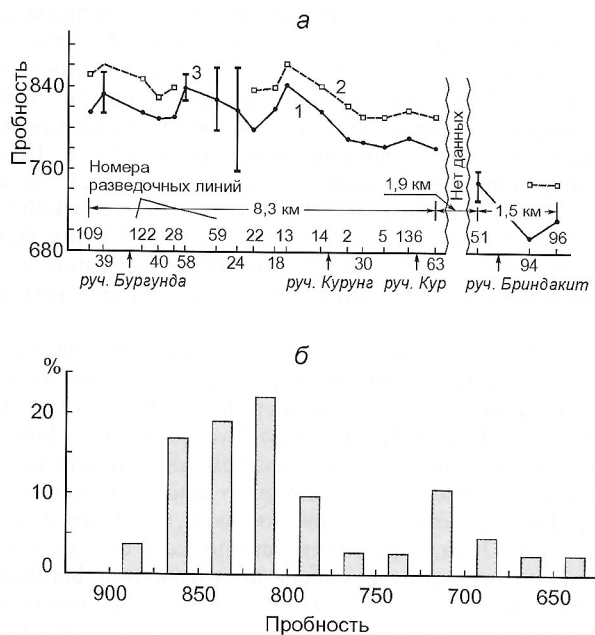 а
Пробность
840
760
680
3
2
1
Номера
разведочных линий
8,3 км
1,9 км
Нет данных
1,5 км
109 122 28 59 22 13 14 2 5 136 51 96
39 40 58 24 18 30 63 94
руч. Бургунда руч. Курунг руч. Кур руч. Бриндакит
б
%
20
10
0
900 850 800 750 700 650
Пробность